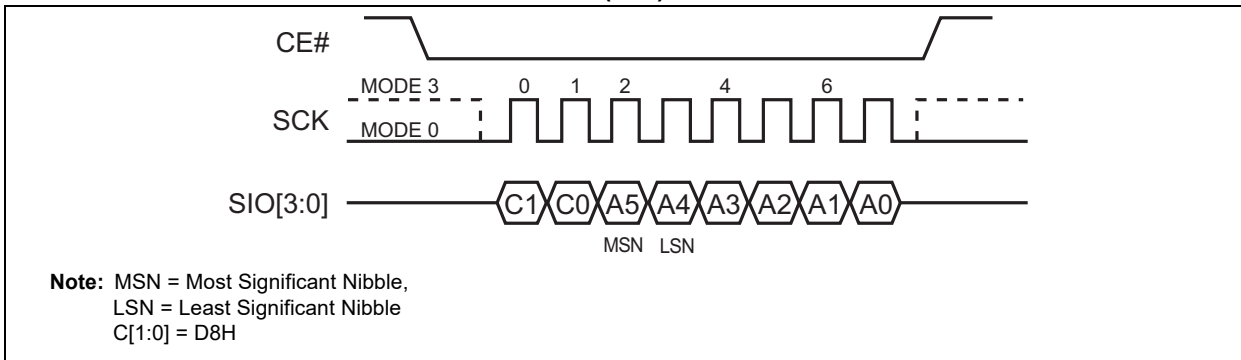 CE#
MODE 3 0 1 2 4 6
SCK
MODE 0
SIO[3:0] C1 C0 A5 A4 A3 A2 A1 A0
MSN LSN
Note: MSN = Most Significant Nibble,
LSN = Least Significant Nibble
C[1:0] = D8H